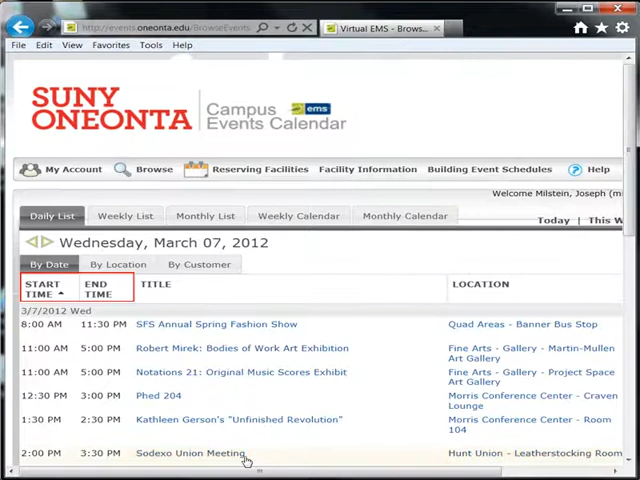 http://events.oneonta.edu/BrowseEvents
Virtual EMS - Brows...
File Edit View Favorites Tools Help
SUNY
ONEONTA
Campus ems
Events Calendar
My Account Browse Reserving Facilities Facility Information Building Event Schedules Help
Welcome Milstein, Joseph (m
Daily List Weekly List Monthly List Weekly Calendar Monthly Calendar
Today | This W
Wednesday, March 07, 2012
By Date By Location By Customer
START TIME END TIME TITLE LOCATION
3/7/2012 Wed
8:00 AM 11:30 PM SFS Annual Spring Fashion Show Quad Areas - Banner Bus Stop
11:00 AM 5:00 PM Robert Mirek: Bodies of Work Art Exhibition Fine Arts - Gallery - Martin-Mullen
Art Gallery
11:00 AM 5:00 PM Notations 21: Original Music Scores Exhibit Fine Arts - Gallery - Project Space
Art Gallery
12:30 PM 3:00 PM Phed 204 Morris Conference Center - Craven
Lounge
1:30 PM 2:30 PM Kathleen Gerson's "Unfinished Revolution" Morris Conference Center - Room
104
2:00 PM 3:30 PM Sodexo Union Meeting Hunt Union - Leatherstocking Room